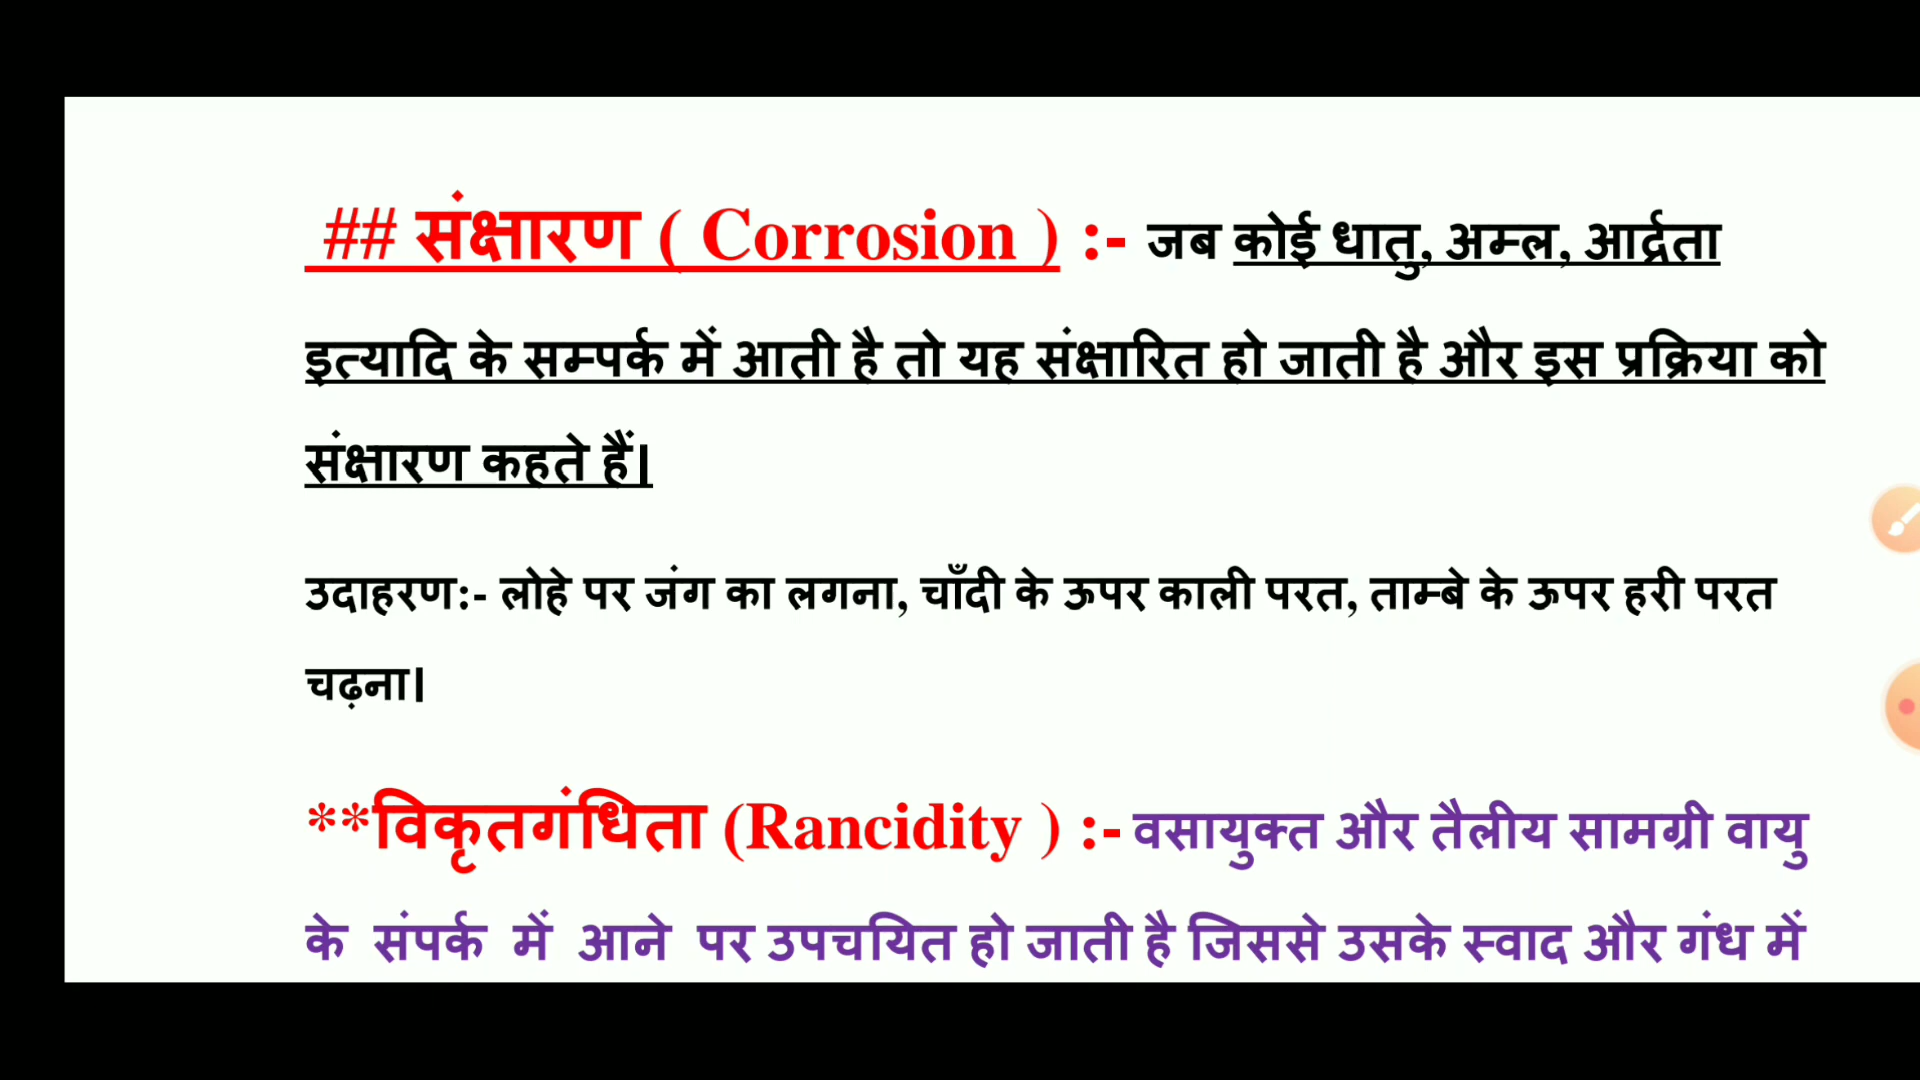 ## संक्षारण ( Corrosion ) :- जब कोई धातु, अम्ल, आर्द्रता
इत्यादि के सम्पर्क में आती है तो यह संक्षारित हो जाती है और इस प्रक्रिया को
संक्षारण कहते हैं|
उदाहरण:- लोहे पर जंग का लगना, चाँदी के ऊपर काली परत, ताम्बे के ऊपर हरी परत
चढ़ना।
**विकृतगंधिता (Rancidity ) :- वसायुक्त और तैलीय सामग्री वायु
के संपर्क में आने पर उपचयित हो जाती है जिससे उसके स्वाद और गंध में